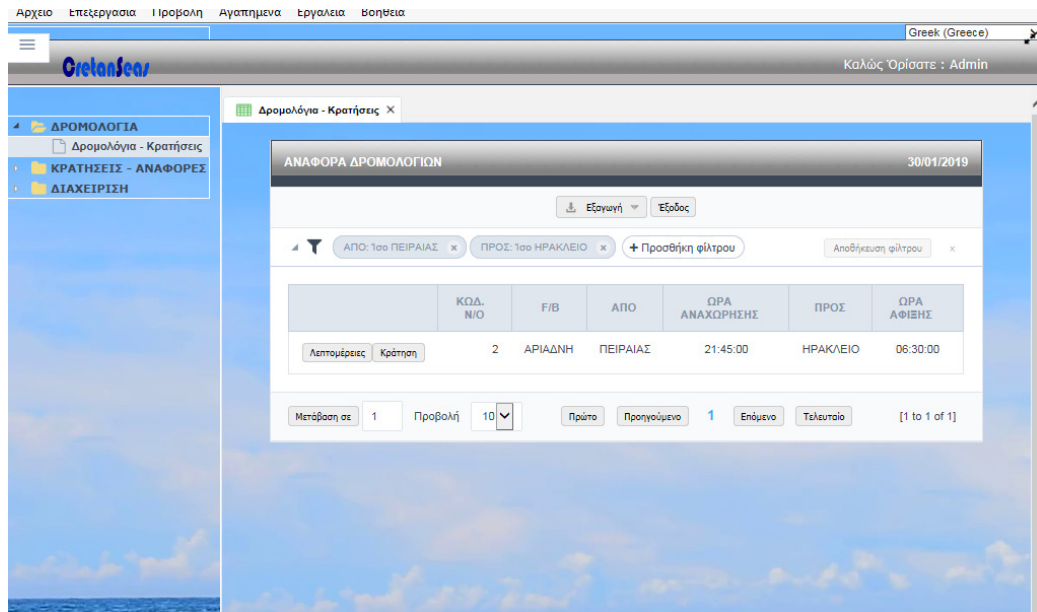 Αρχείο Επεξεργασία Προβολή Αγαπημένα Εργαλεία Βοήθεια
Greek (Greece)
CretanSeas
Καλώς Όρίσατε : Admin
Δρομολόγια - Κρατήσεις
ΔΡΟΜΟΛΟΓΙΑ
Δρομολόγια - Κρατήσεις
ΚΡΑΤΗΣΕΙΣ - ΑΝΑΦΟΡΕΣ
ΔΙΑΧΕΙΡΙΣΗ
ΑΝΑΦΟΡΑ ΔΡΟΜΟΛΟΓΙΩΝ 30/01/2019
Εξαγωγή Έξοδος
ΑΠΟ: Ίσο ΠΕΙΡΑΙΑΣ x ΠΡΟΣ: Ίσο ΗΡΑΚΛΕΙΟ x + Προσθήκη φίλτρου Αποθήκευση φίλτρου x
ΚΩΔ. Ν/Ο F/B ΑΠΟ ΩΡΑ ΑΝΑΧΩΡΗΣΗΣ ΠΡΟΣ ΩΡΑ ΑΦΙΞΗΣ
Λεπτομέρειες Κράτηση 2 ΑΡΙΑΔΝΗ ΠΕΙΡΑΙΑΣ 21:45:00 ΗΡΑΚΛΕΙΟ 06:30:00
Μετάβαση σε 1 Προβολή 10 Πρώτο Προηγούμενο 1 Επόμενο Τελευταίο [1 to 1 of 1]